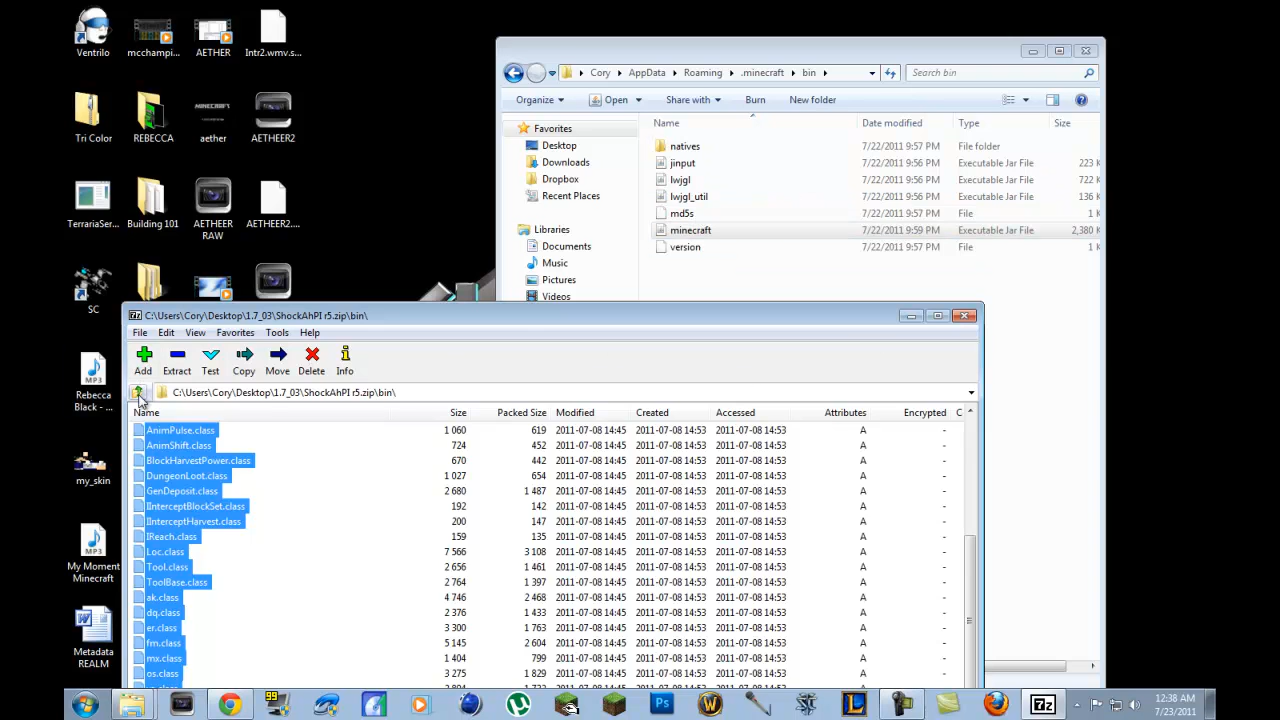 Ventrilo
mcchampi...
AETHER
Intr2.wmv.s...
Tri Color
REBECCA
aether
AETHEER2
MINECRAFT
TerrariaSer...
Building 101
AETHEER RAW
AETHEER2....
SC
MP3
Rebecca Black - ...
my_skin
MP3
My Moment Minecraft
Metadata REALM
Cory
AppData
Roaming
.minecraft
bin
Search bin
Organize
Open
Share with
Burn
New folder
Favorites
Desktop
Downloads
Dropbox
Recent Places
Libraries
Documents
Music
Pictures
Videos
Name Date modified Type Size
natives 7/22/2011 9:57 PM File folder
jinput 7/22/2011 9:56 PM Executable Jar File 223 K
lwjgl 7/22/2011 9:56 PM Executable Jar File 722 K
lwjgl_util 7/22/2011 9:56 PM Executable Jar File 136 K
md5s 7/22/2011 9:57 PM File 1 K
minecraft 7/22/2011 9:59 PM Executable Jar File 2,380 K
version 7/22/2011 9:57 PM File 1 K
7z C:\Users\Cory\Desktop\1.7_03\ShockAhPI r5.zip\bin\
File Edit View Favorites Tools Help
Add Extract Test Copy Move Delete Info
C:\Users\Cory\Desktop\1.7_03\ShockAhPI r5.zip\bin\
Name Size Packed Size Modified Created Accessed Attributes Encrypted C
AnimPulse.class 1 060 619 2011-07-08 14:45 2011-07-08 14:53 2011-07-08 14:53 A -
AnimShift.class 724 452 2011-07-08 14:45 2011-07-08 14:53 2011-07-08 14:53 A -
BlockHarvestPower.class 670 442 2011-07-08 14:45 2011-07-08 14:53 2011-07-08 14:53 A -
DungeonLoot.class 1 027 654 2011-07-08 14:45 2011-07-08 14:53 2011-07-08 14:53 A -
GenDeposit.class 2 680 1 487 2011-07-08 14:45 2011-07-08 14:53 2011-07-08 14:53 A -
IInterceptBlockSet.class 192 142 2011-07-08 14:45 2011-07-08 14:53 2011-07-08 14:53 A -
IInterceptHarvest.class 200 147 2011-07-08 14:45 2011-07-08 14:53 2011-07-08 14:53 A -
IReach.class 159 135 2011-07-08 14:45 2011-07-08 14:53 2011-07-08 14:53 A -
Loc.class 7 566 3 108 2011-07-08 14:45 2011-07-08 14:53 2011-07-08 14:53 A -
Tool.class 2 656 1 461 2011-07-08 14:45 2011-07-08 14:53 2011-07-08 14:53 A -
ToolBase.class 2 764 1 397 2011-07-08 14:45 2011-07-08 14:53 2011-07-08 14:53 A -
ak.class 4 746 2 468 2011-07-08 14:45 2011-07-08 14:53 2011-07-08 14:53 A -
dq.class 2 376 1 433 2011-07-08 14:45 2011-07-08 14:53 2011-07-08 14:53 A -
er.class 3 300 1 783 2011-07-08 14:45 2011-07-08 14:53 2011-07-08 14:53 A -
fm.class 5 145 2 604 2011-07-08 14:45 2011-07-08 14:53 2011-07-08 14:53 A -
mx.class 1 404 799 2011-07-08 14:45 2011-07-08 14:53 2011-07-08 14:53 A -
os.class 3 275 1 829 2011-07-08 14:45 2011-07-08 14:53 2011-07-08 14:53 A -
99
7z
12:38 AM
7/23/2011